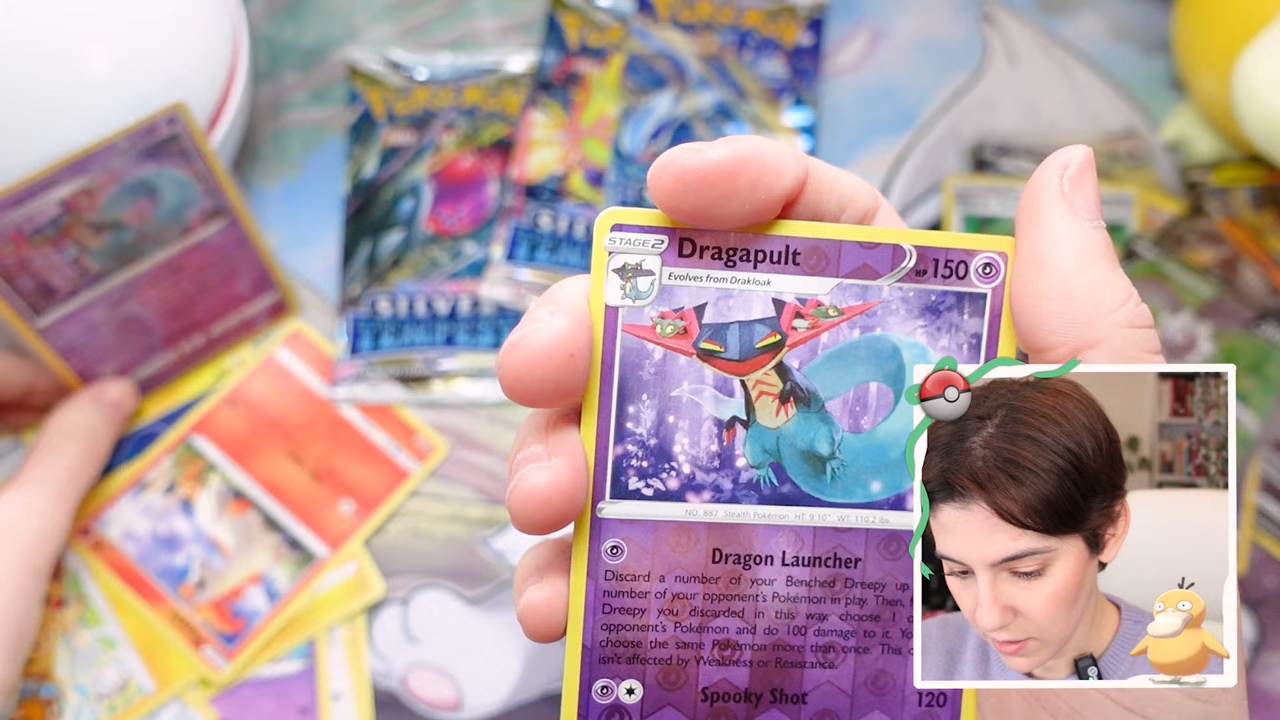 POKÉMON
POKÉMON
SILVER
TEMPEST
SILVER
STAGE 2
Dragapult
HP 150
Evolves from Drakloak
NO. 887 Stealth Pokémon HT: 9'10" WT: 110.2 lbs.
Dragon Launcher
Discard a number of your Benched Dreepy up
number of your opponent's Pokémon in play. Then,
Dreepy you discarded in this way, choose 1
opponent's Pokémon and do 100 damage to it. Yo
choose the same Pokémon more than once. This
isn't affected by Weakness or Resistance.
Spooky Shot 120